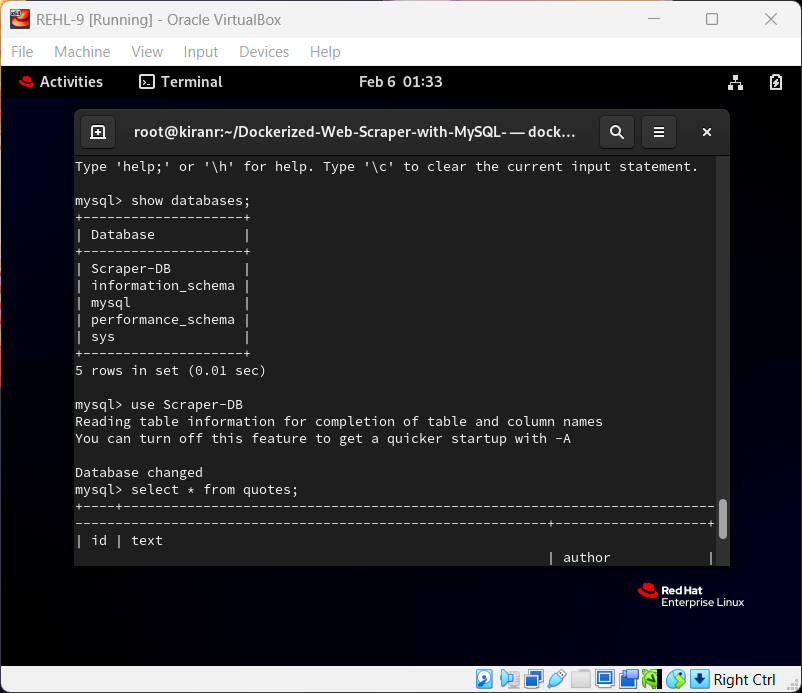 REHL-9 [Running] - Oracle VirtualBox
File Machine View Input Devices Help
Activities Terminal Feb 6 01:33
root@kiranr:~/Dockerized-Web-Scraper-with-MySQL- — dock...
Type 'help;' or '\h' for help. Type '\c' to clear the current input statement.
mysql> show databases;
+--------------------+
| Database           |
+--------------------+
| Scraper-DB         |
| information_schema |
| mysql              |
| performance_schema |
| sys                |
+--------------------+
5 rows in set (0.01 sec)
mysql> use Scraper-DB
Reading table information for completion of table and column names
You can turn off this feature to get a quicker startup with -A
Database changed
mysql> select * from quotes;
+----+--------------------------------------------------------------------------
-----------------------------------------------------------+-------------------+
| id | text
| author            |
Red Hat
Enterprise Linux
Right Ctrl